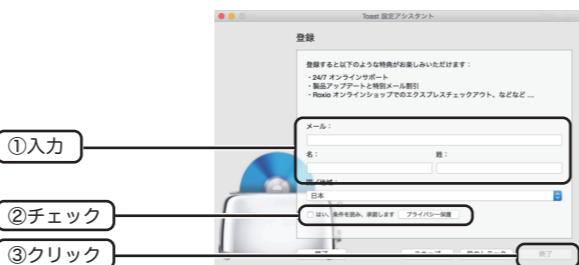 Toast 設定アシスタント
登録
登録すると以下のような特典がお楽しみいただけます：
・24/7 オンラインサポート
・製品アップデートと特別メール割引
・Roxio オンラインショップでのエクスプレスチェックアウト、などなど ...
メール：
①入力
名： 姓：
日本
②チェック
はい、条件を読み、承諾します プライバシー保護
③クリック
終了